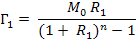 Γ₁ = M₀ R₁ / ((1 + R₁)ⁿ − 1)